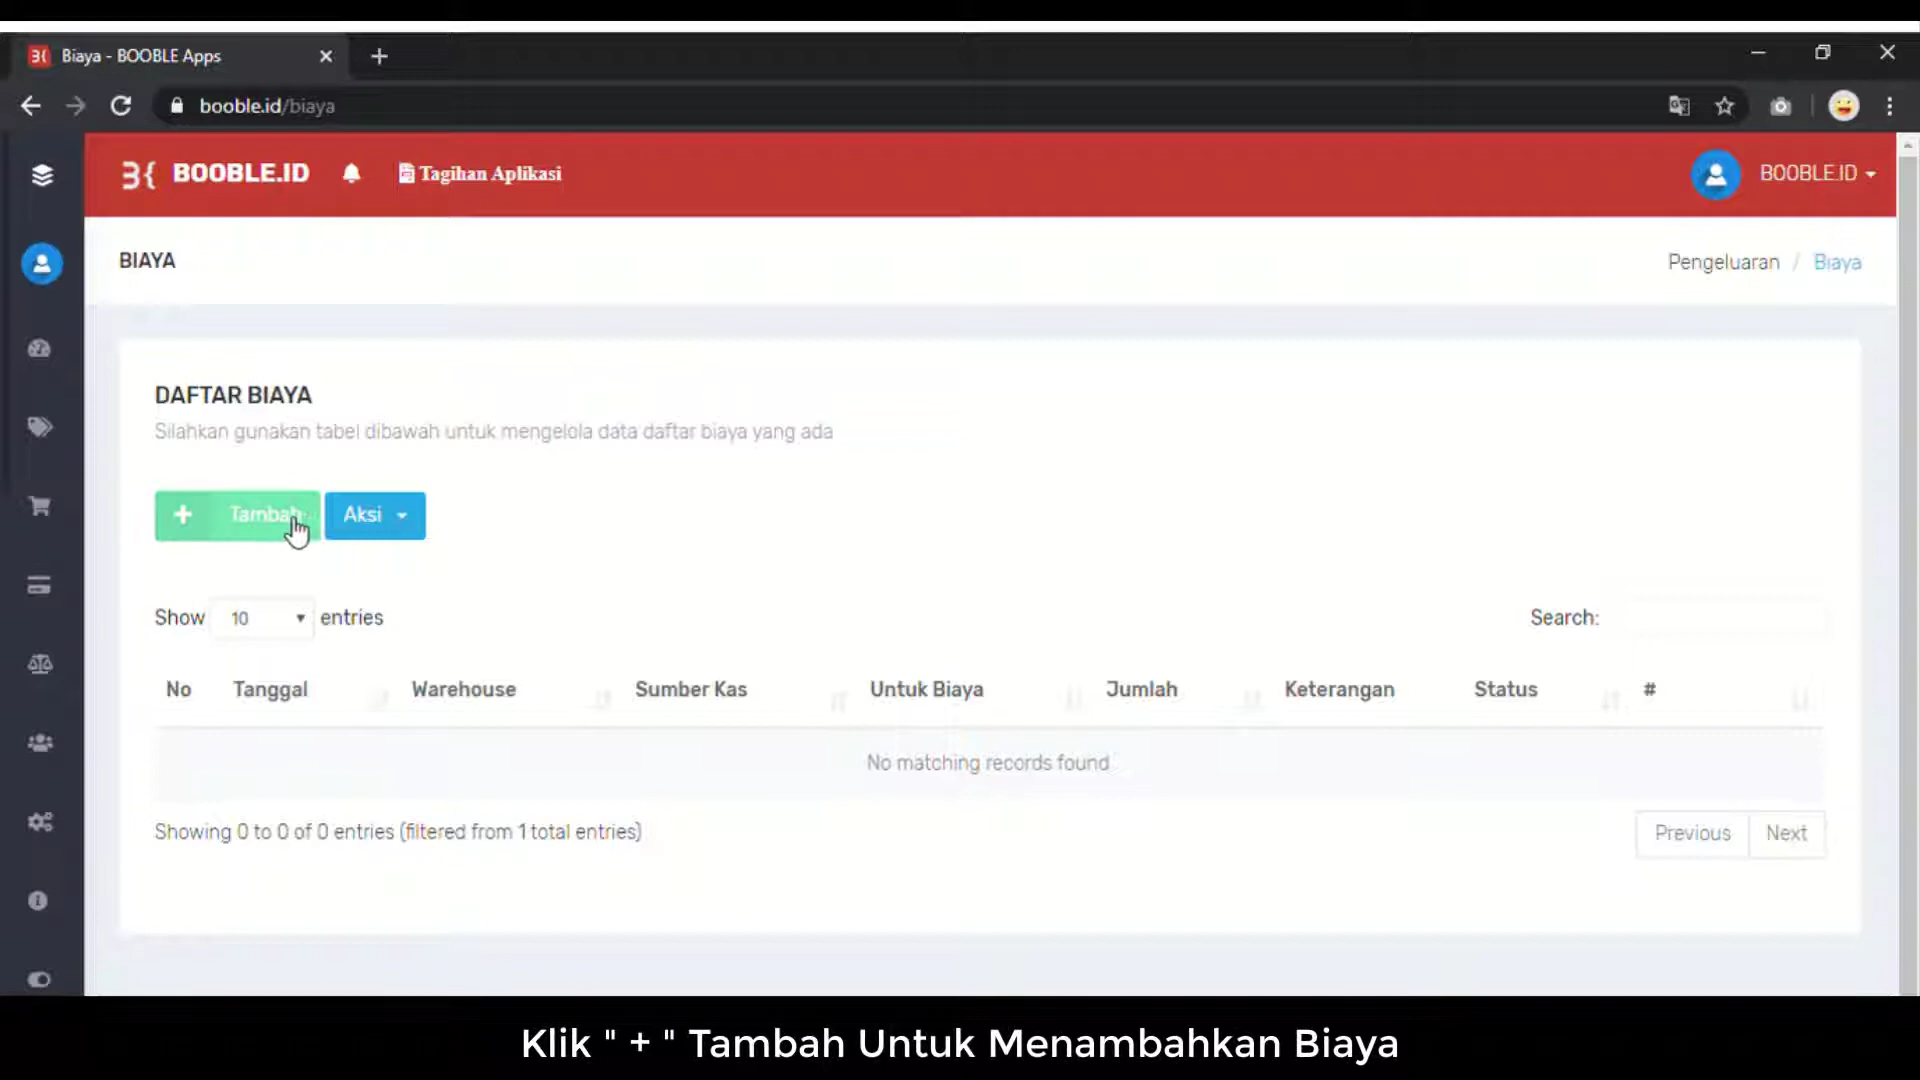 Biaya - BOOBLE Apps
booble.id/biaya
BOOBLE.ID
Tagihan Aplikasi
BOOBLE.ID
BIAYA
Pengeluaran / Biaya
DAFTAR BIAYA
Silahkan gunakan tabel dibawah untuk mengelola data daftar biaya yang ada
+ Tambah
Aksi
Show 10 entries
Search:
No Tanggal Warehouse Sumber Kas Untuk Biaya Jumlah Keterangan Status #
No matching records found
Showing 0 to 0 of 0 entries (filtered from 1 total entries)
Previous Next
Klik " + " Tambah Untuk Menambahkan Biaya